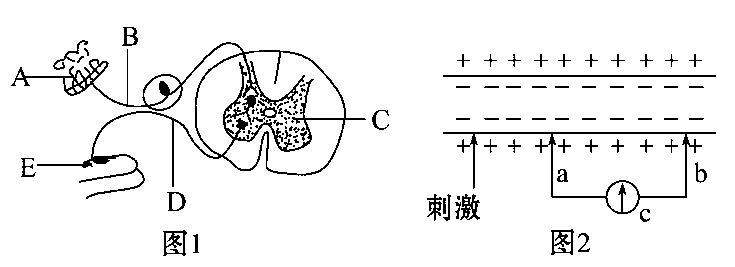 B
A
C
E
D
图1
+ + + + + + + + +
− − − − − − − − −
− − − − − − − − −
+ + + + + + + + +
a
b
c
刺激
图2